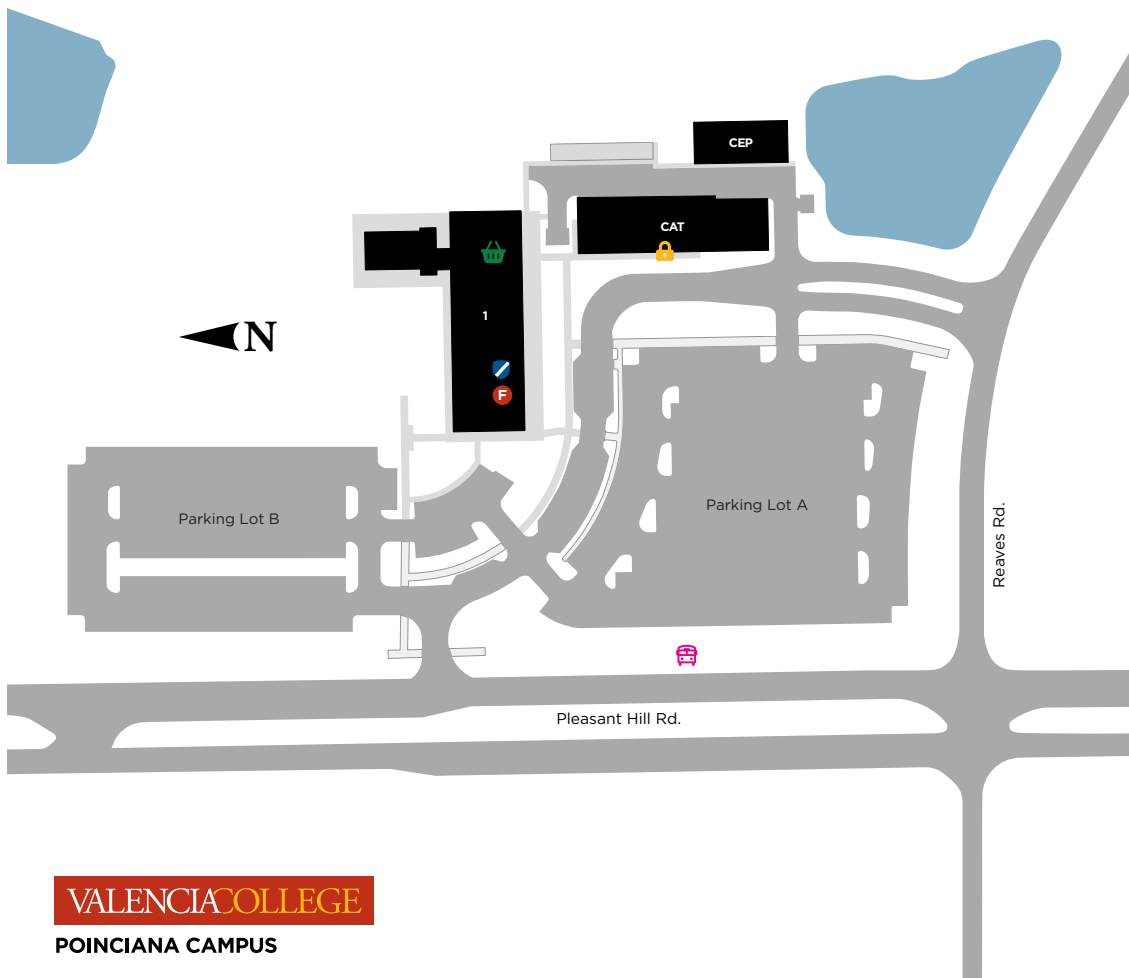 CEP
CAT
1
N
F
Parking Lot B
Parking Lot A
Reaves Rd.
Pleasant Hill Rd.
VALENCIACOLLEGE
POINCIANA CAMPUS